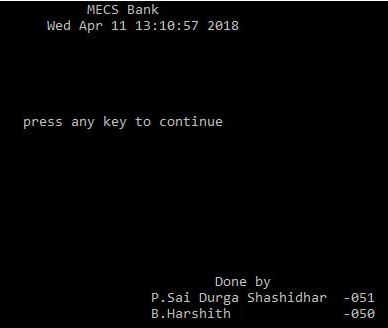 MECS Bank
Wed Apr 11 13:10:57 2018
press any key to continue
Done by
P.Sai Durga Shashidhar -051
B.Harshith -050